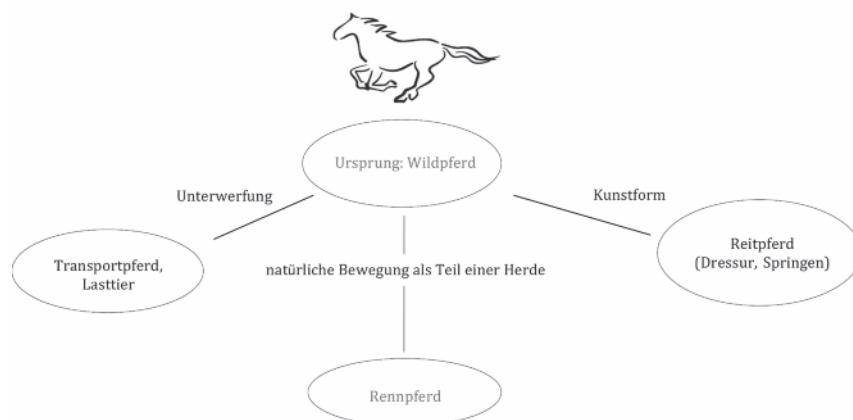 Ursprung: Wildpferd
Unterwerfung
Kunstform
Transportpferd,
Lasttier
natürliche Bewegung als Teil einer Herde
Reitpferd
(Dressur, Springen)
Rennpferd